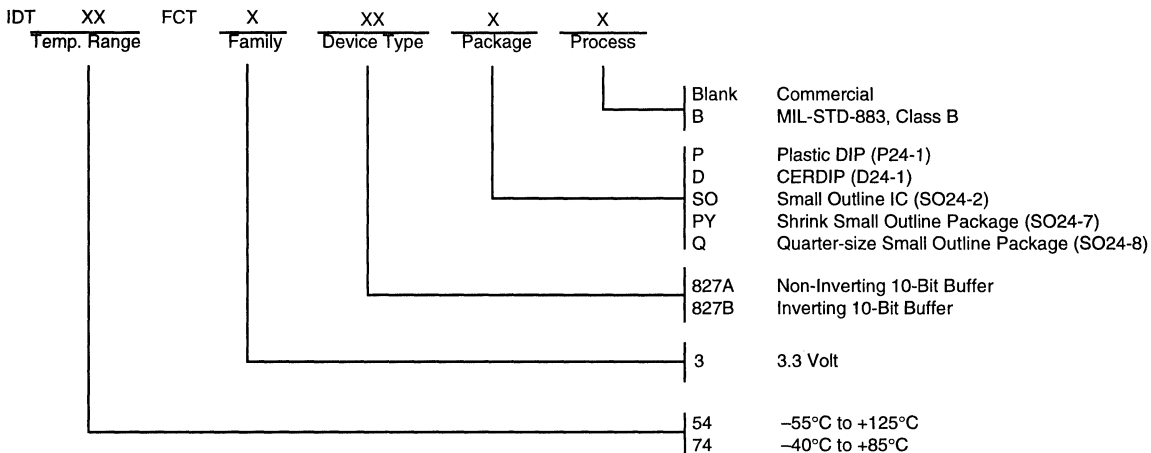 IDT XX FCT X XX X X
Temp. Range Family Device Type Package Process
Blank Commercial
B MIL-STD-883, Class B
P Plastic DIP (P24-1)
D CERDIP (D24-1)
SO Small Outline IC (SO24-2)
PY Shrink Small Outline Package (SO24-7)
Q Quarter-size Small Outline Package (SO24-8)
827A Non-Inverting 10-Bit Buffer
827B Inverting 10-Bit Buffer
3 3.3 Volt
54 –55°C to +125°C
74 –40°C to +85°C